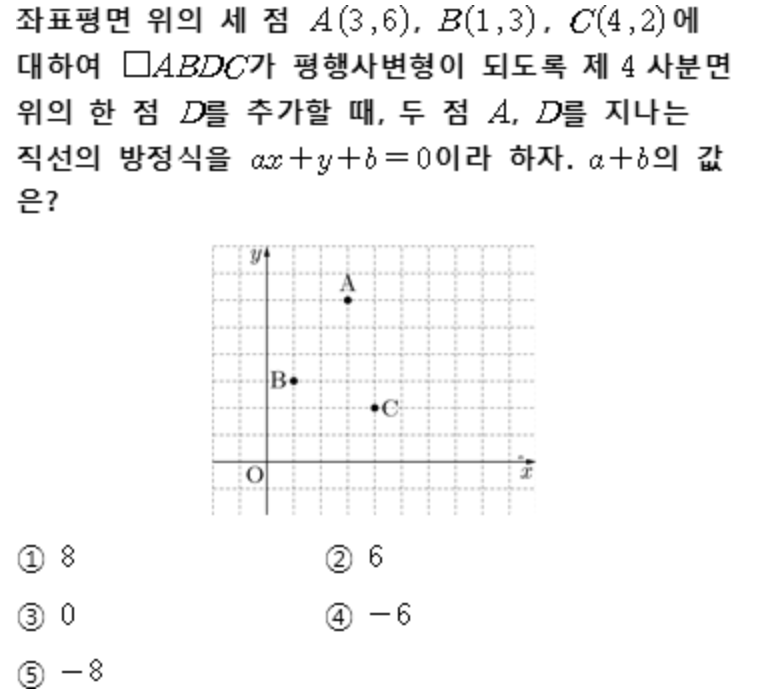 좌표평면 위의 세 점 A(3,6), B(1,3), C(4,2)에
대하여 □ABDC가 평행사변형이 되도록 제 4 사분면
위의 한 점 D를 추가할 때, 두 점 A, D를 지나는
직선의 방정식을 ax+y+b=0이라 하자. a+b의 값
은?
y
A
B
C
O
x
① 8
② 6
③ 0
④ -6
⑤ -8